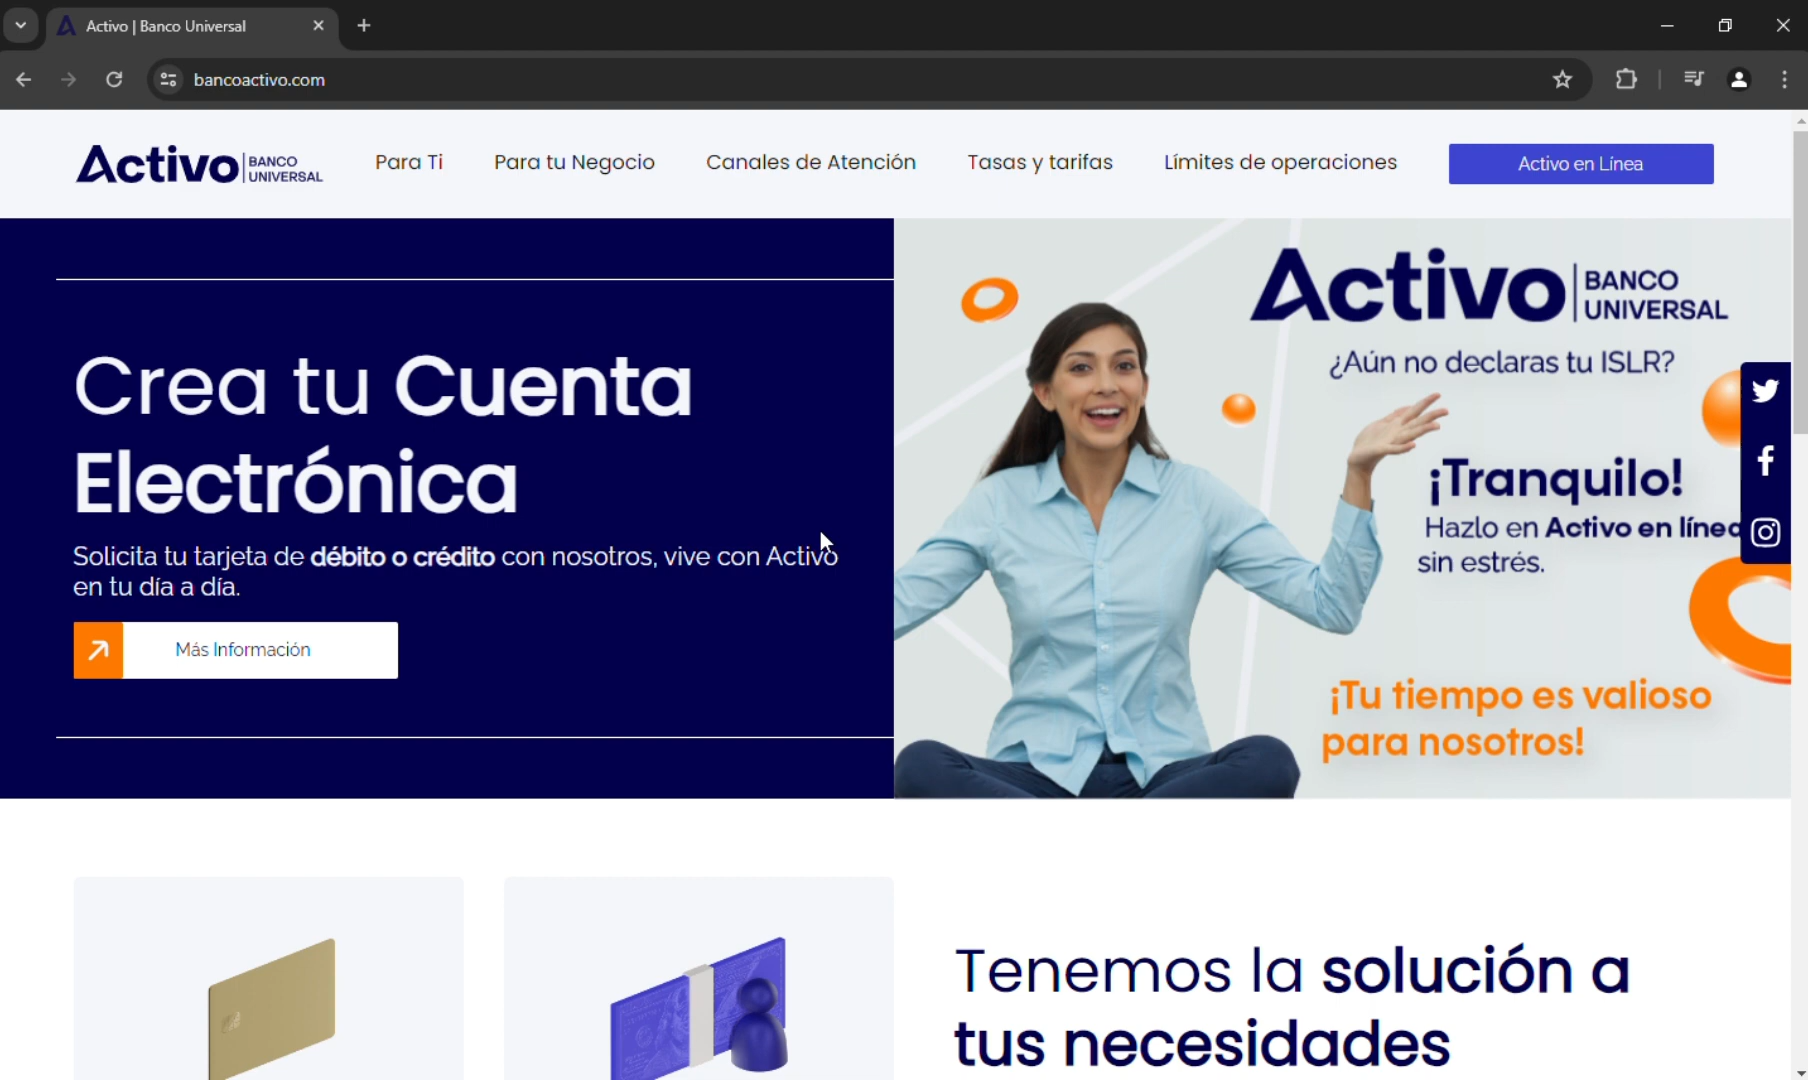 Activo | Banco Universal
bancoactivo.com
Activo BANCO UNIVERSAL
Para Ti
Para tu Negocio
Canales de Atención
Tasas y tarifas
Límites de operaciones
Activo en Línea
Crea tu Cuenta
Electrónica
Solicita tu tarjeta de débito o crédito con nosotros, vive con Activo
en tu día a día.
Más Información
Activo BANCO UNIVERSAL
¿Aún no declaras tu ISLR?
¡Tranquilo!
Hazlo en Activo en línea
sin estrés.
¡Tu tiempo es valioso
para nosotros!
Tenemos la solución a
tus necesidades